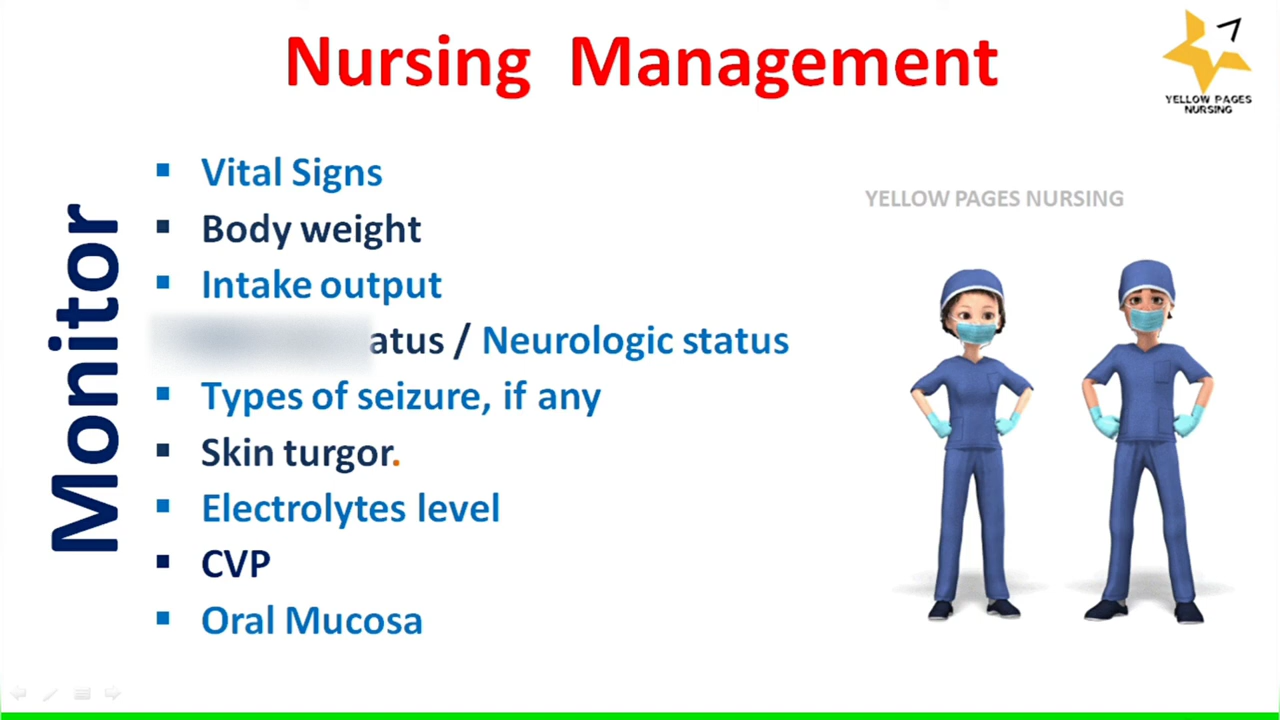 Nursing Management
YELLOW PAGES
NURSING
YELLOW PAGES NURSING
Monitor
Vital Signs
Body weight
Intake output
/ Neurologic status
Types of seizure, if any
Skin turgor.
Electrolytes level
CVP
Oral Mucosa